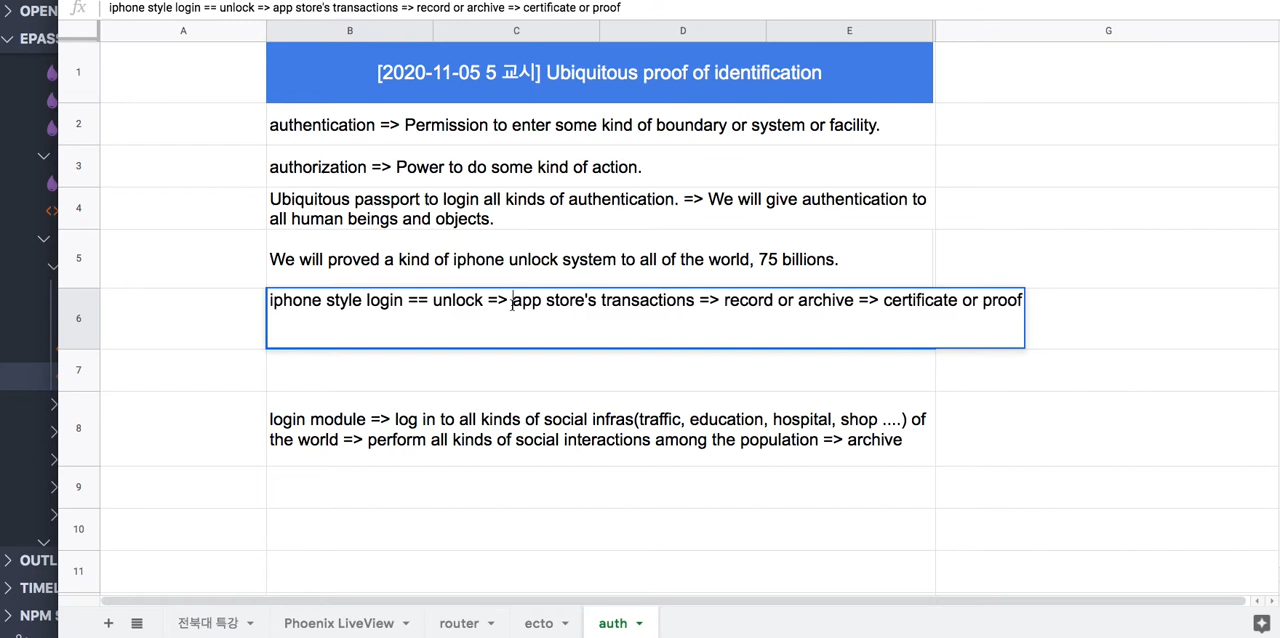 OPEN
fx
iphone style login == unlock => app store's transactions => record or archive => certificate or proof
EPAS
A B C D E G
1 [2020-11-05 5 교시] Ubiquitous proof of identification
2 authentication => Permission to enter some kind of boundary or system or facility.
3 authorization => Power to do some kind of action.
4 Ubiquitous passport to login all kinds of authentication. => We will give authentication to
all human beings and objects.
5 We will proved a kind of iphone unlock system to all of the world, 75 billions.
6 iphone style login == unlock => app store's transactions => record or archive => certificate or proof
7
8 login module => log in to all kinds of social infras(traffic, education, hospital, shop ....) of
the world => perform all kinds of social interactions among the population => archive
9
10
11
OUTL
TIMEL
NPM S
전북대 특강 Phoenix LiveView router ecto auth